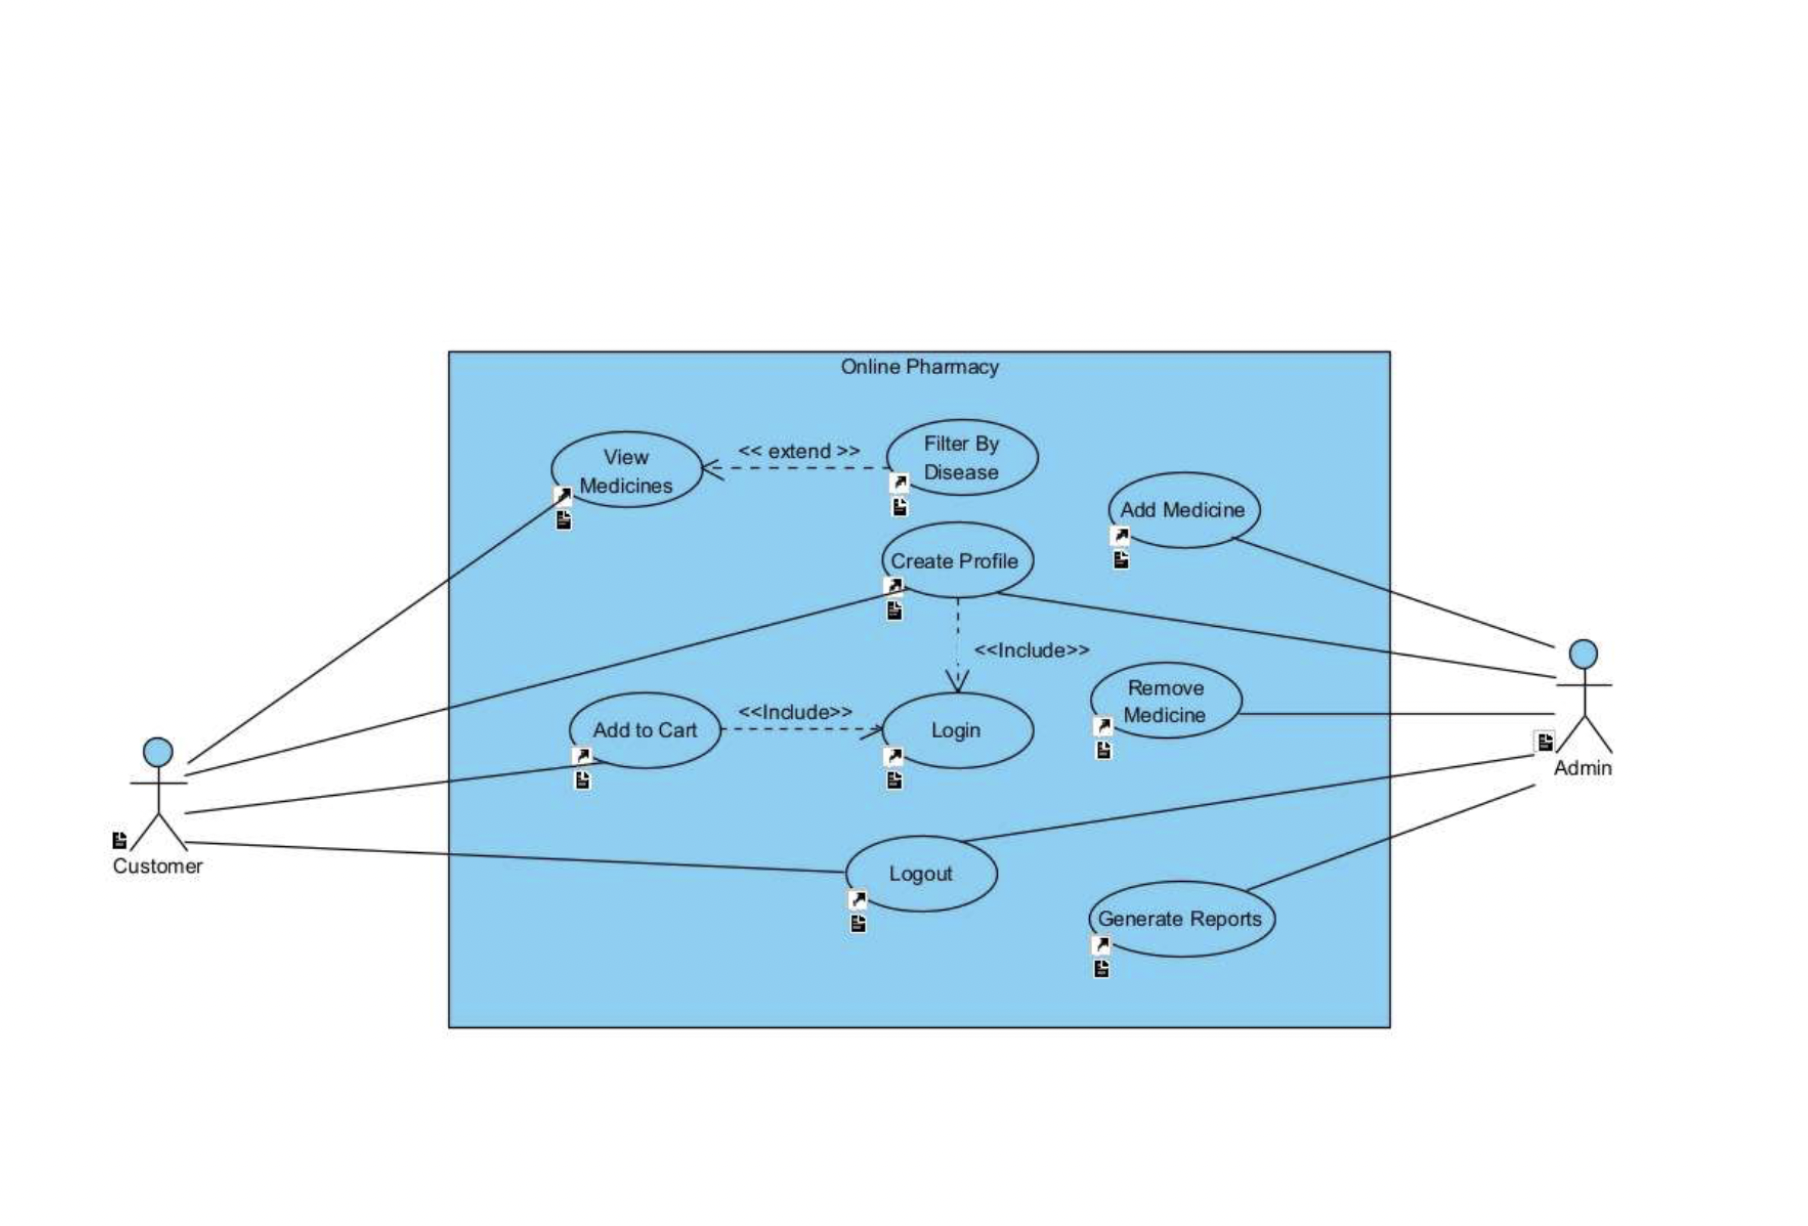 Online Pharmacy
View
Medicines
<< extend >>
Filter By
Disease
Add Medicine
Create Profile
<<Include>>
Remove
Medicine
Add to Cart
<<Include>>
Login
Admin
Customer
Logout
Generate Reports